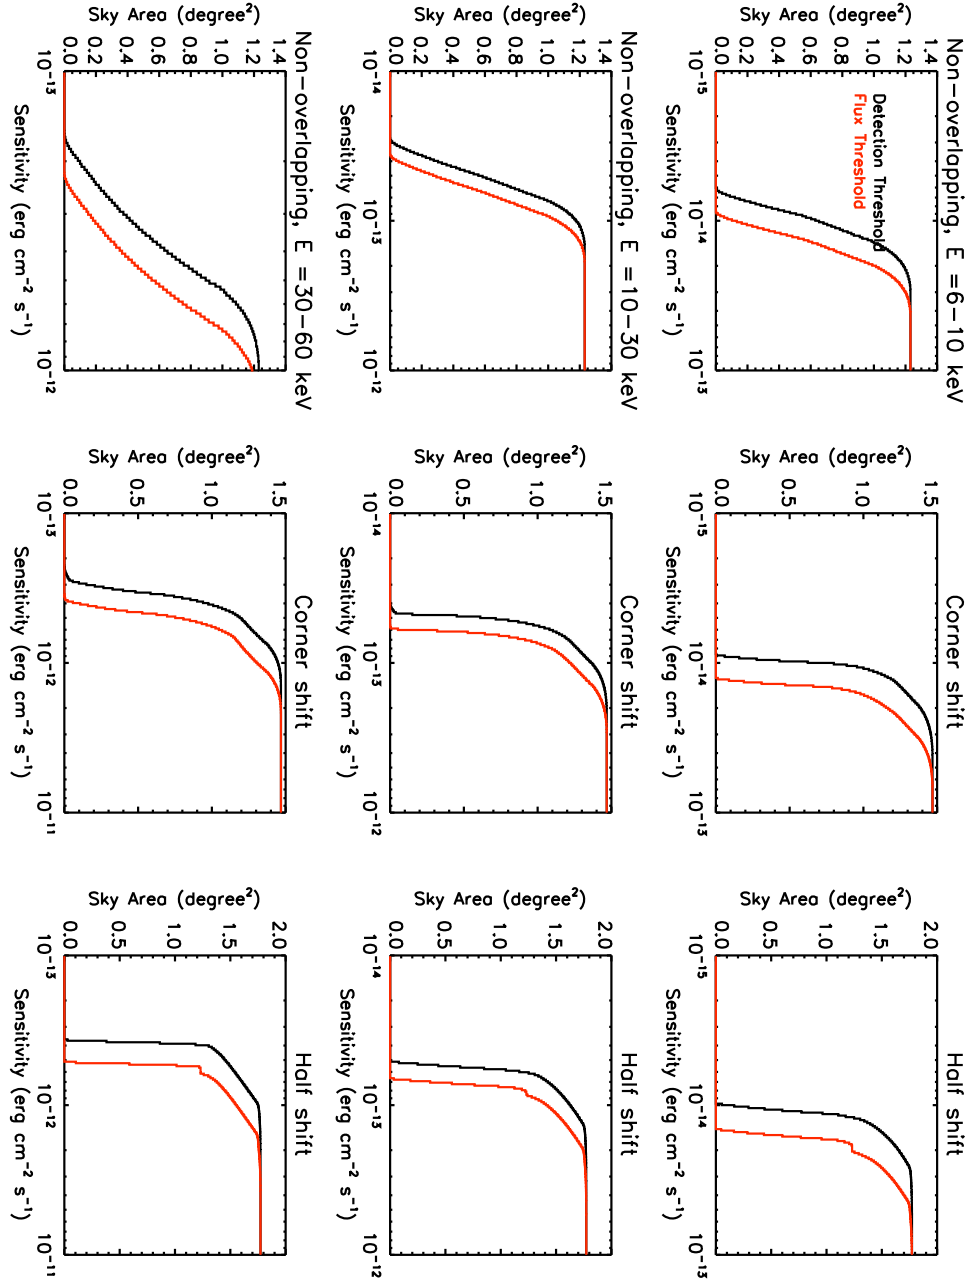 Non-overlapping, E =6-10 keV
Sky Area (degree²)
1.4
1.2
1.0
0.8
0.6
0.4
0.2
0.0
Detection Threshold
Flux Threshold
10⁻¹⁵ 10⁻¹⁴ 10⁻¹³
Sensitivity (erg cm⁻² s⁻¹)
Corner shift
Sky Area (degree²)
1.5
1.0
0.5
0.0
10⁻¹⁵ 10⁻¹⁴ 10⁻¹³
Sensitivity (erg cm⁻² s⁻¹)
Half shift
Sky Area (degree²)
2.0
1.5
1.0
0.5
0.0
10⁻¹⁵ 10⁻¹⁴ 10⁻¹³
Sensitivity (erg cm⁻² s⁻¹)
Non-overlapping, E =10-30 keV
Sky Area (degree²)
1.4
1.2
1.0
0.8
0.6
0.4
0.2
0.0
10⁻¹⁴ 10⁻¹³ 10⁻¹²
Sensitivity (erg cm⁻² s⁻¹)
Corner shift
Sky Area (degree²)
1.5
1.0
0.5
0.0
10⁻¹⁴ 10⁻¹³ 10⁻¹²
Sensitivity (erg cm⁻² s⁻¹)
Half shift
Sky Area (degree²)
2.0
1.5
1.0
0.5
0.0
10⁻¹⁴ 10⁻¹³ 10⁻¹²
Sensitivity (erg cm⁻² s⁻¹)
Non-overlapping, E =30-60 keV
Sky Area (degree²)
1.4
1.2
1.0
0.8
0.6
0.4
0.2
0.0
10⁻¹³ 10⁻¹²
Sensitivity (erg cm⁻² s⁻¹)
Corner shift
Sky Area (degree²)
1.5
1.0
0.5
0.0
10⁻¹³ 10⁻¹² 10⁻¹¹
Sensitivity (erg cm⁻² s⁻¹)
Half shift
Sky Area (degree²)
2.0
1.5
1.0
0.5
0.0
10⁻¹³ 10⁻¹² 10⁻¹¹
Sensitivity (erg cm⁻² s⁻¹)